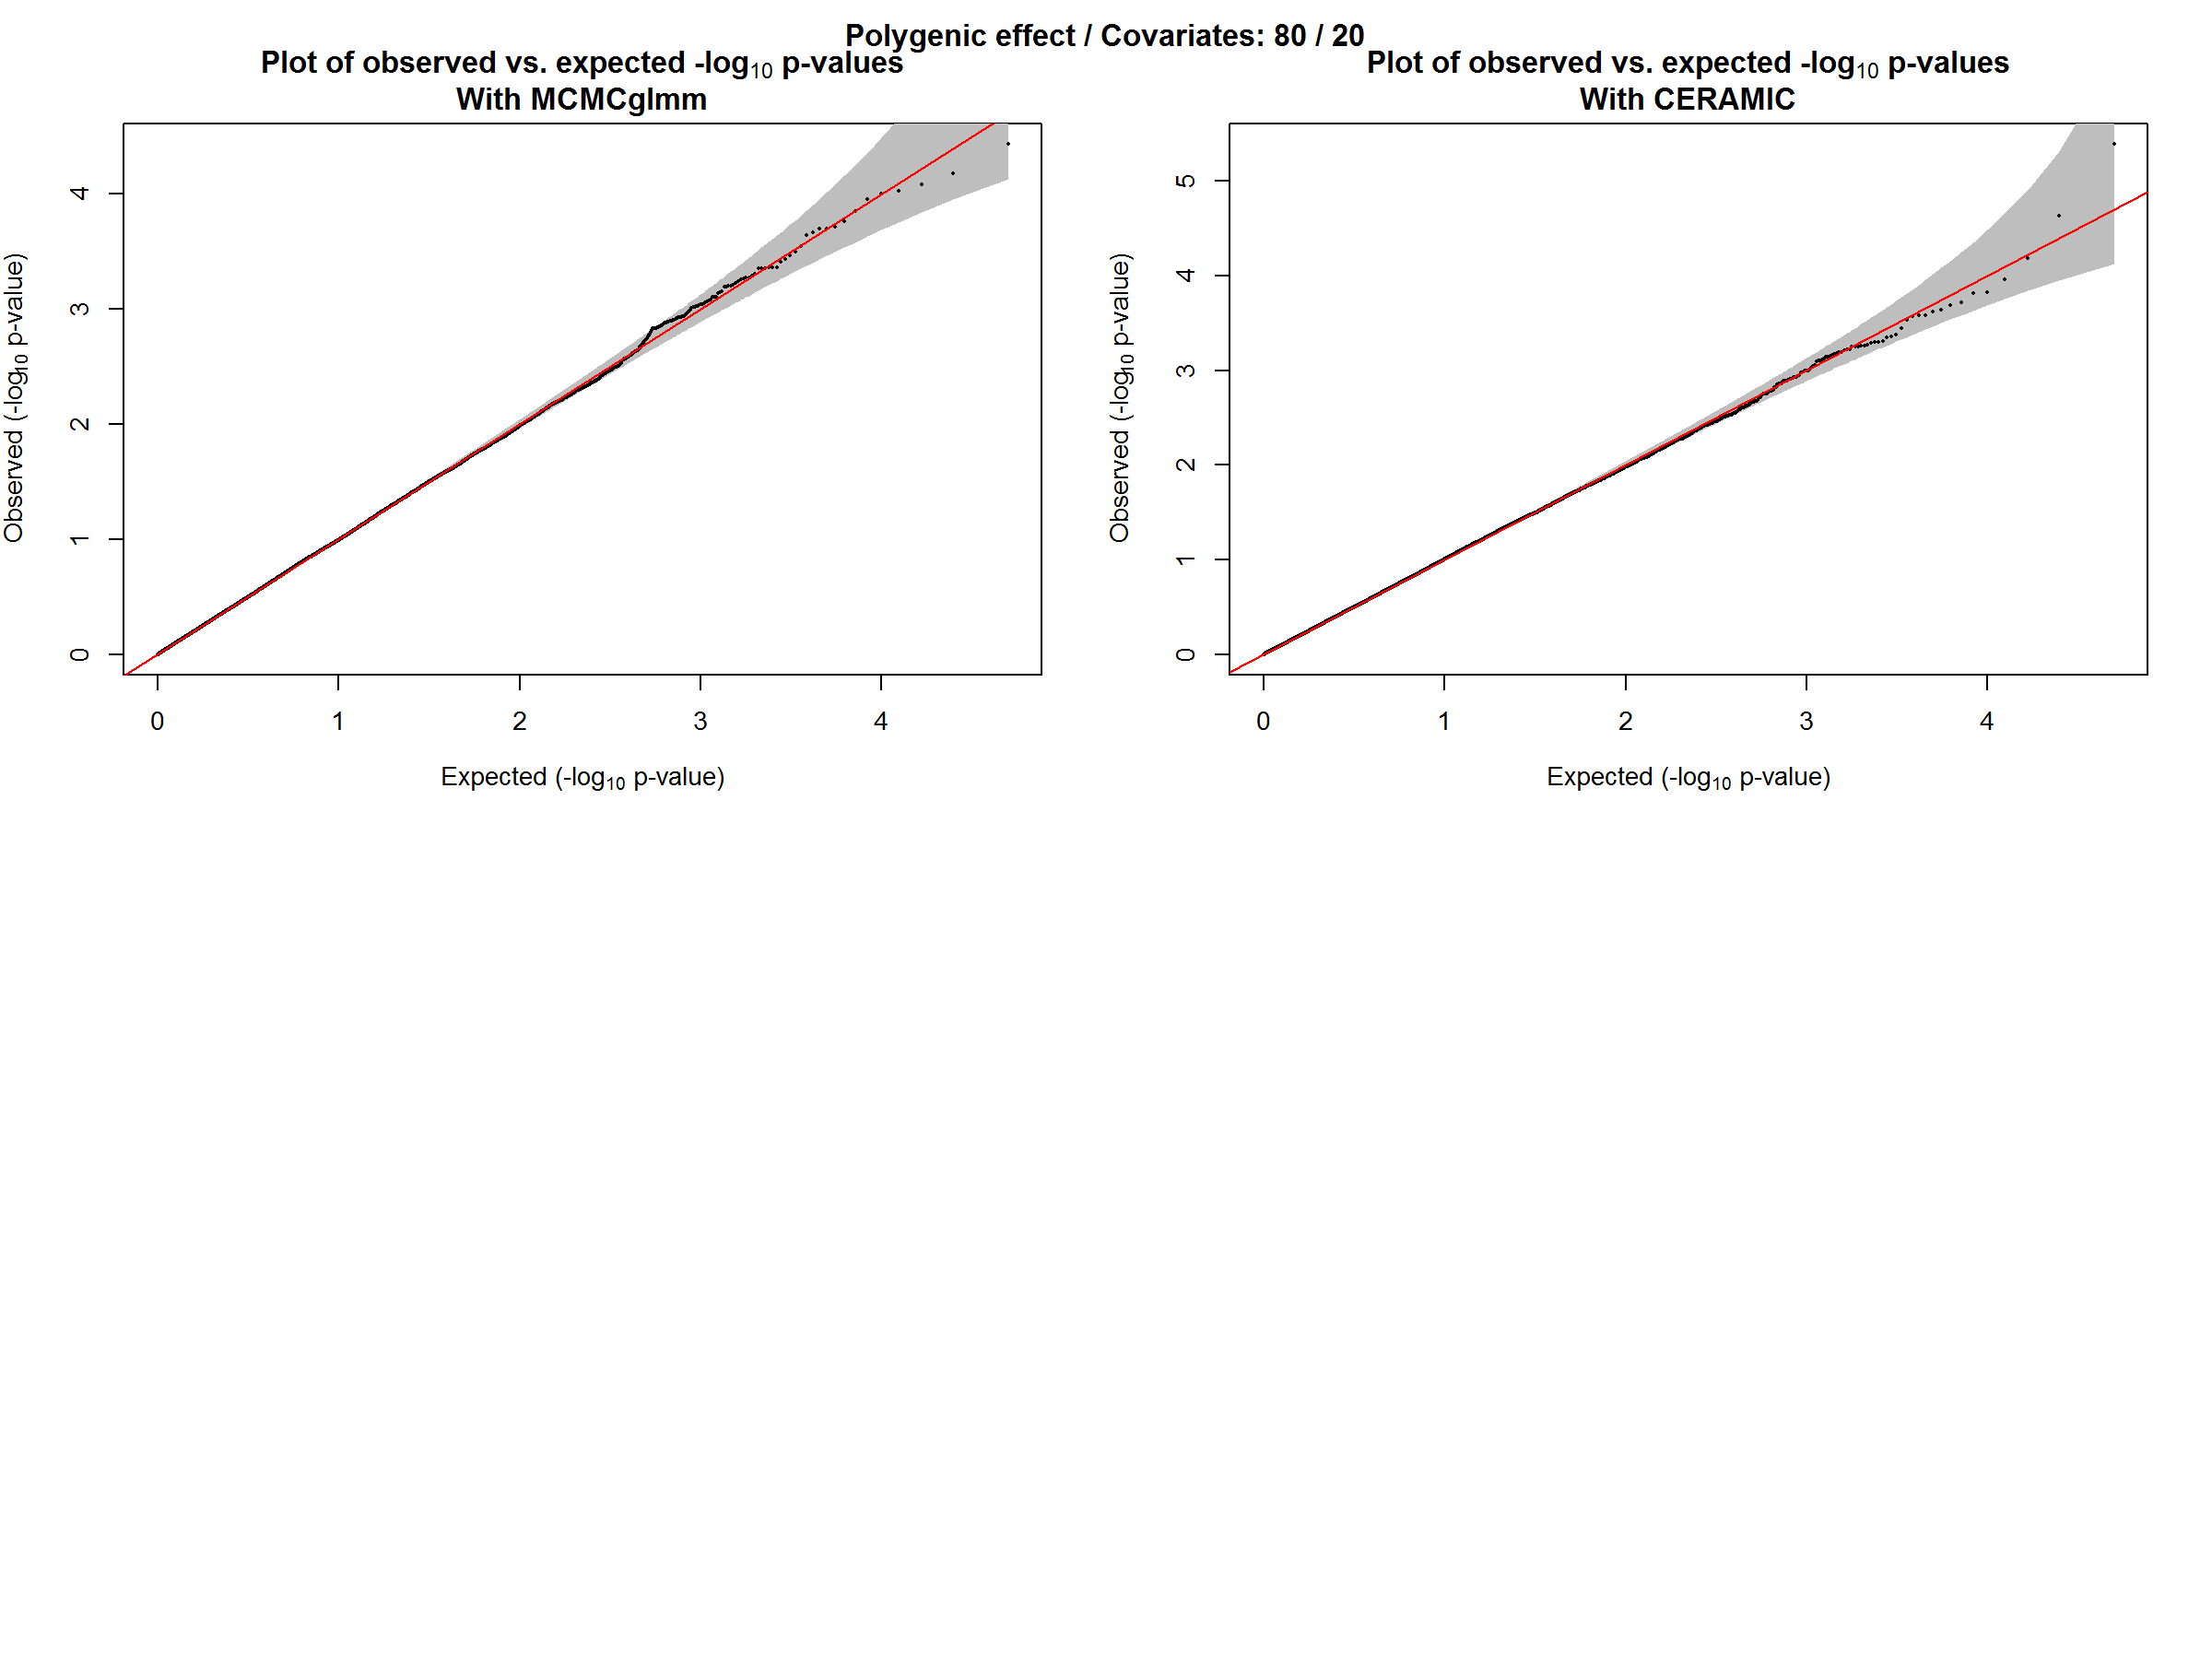 Polygenic effect / Covariates: 80 / 20
Plot of observed vs. expected -log10 p-values
With MCMCglmm
Observed (-log10 p-value)
4
3
2
1
0
0 1 2 3 4
Expected (-log10 p-value)
Plot of observed vs. expected -log10 p-values
With CERAMIC
Observed (-log10 p-value)
5
4
3
2
1
0
0 1 2 3 4
Expected (-log10 p-value)